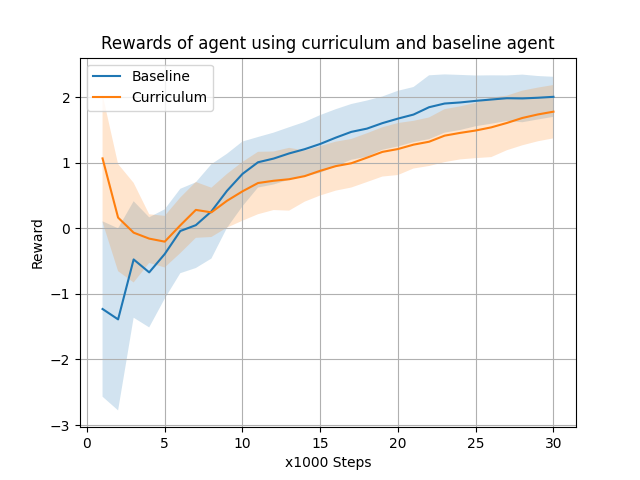 Rewards of agent using curriculum and baseline agent
Baseline
Curriculum
2
1
0
−1
−2
−3
Reward
0 5 10 15 20 25 30
x1000 Steps